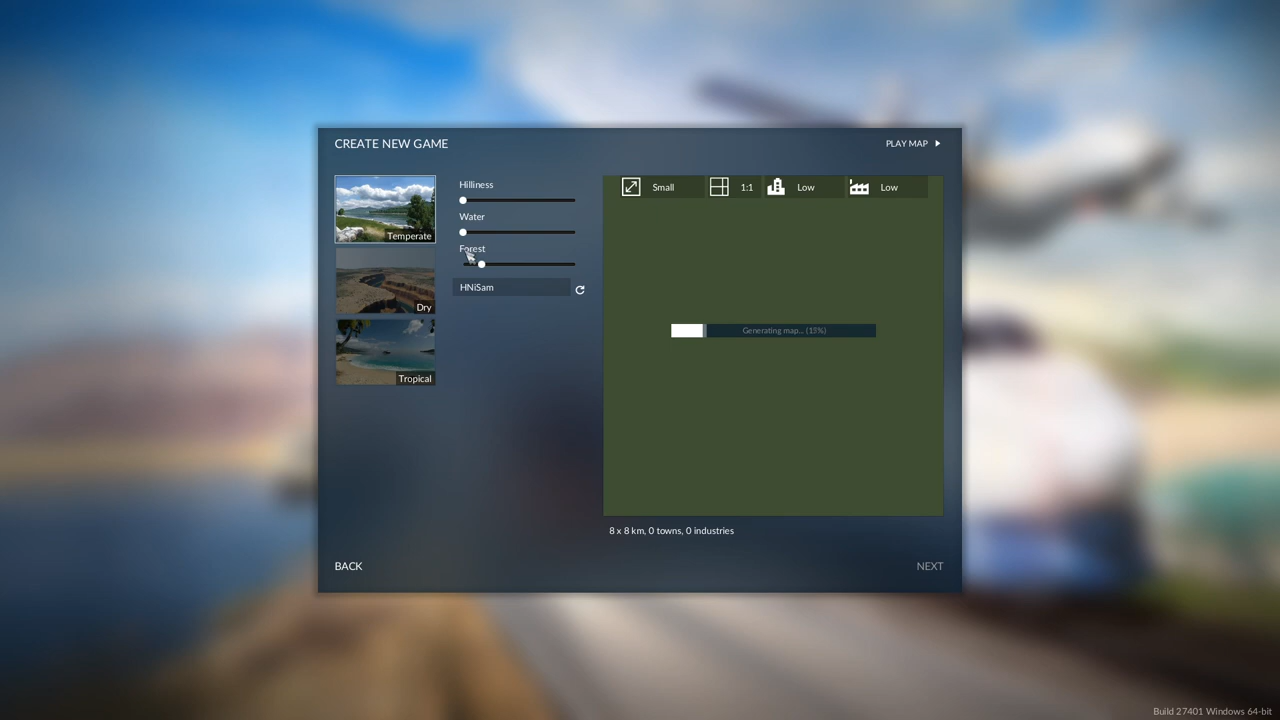 CREATE NEW GAME
PLAY MAP
Temperate
Dry
Tropical
Hilliness
Water
Forest
HNiSam
Small
1:1
Low
Low
Generating map... (15%)
8 x 8 km, 0 towns, 0 industries
BACK
NEXT
Build 27401 Windows 64-bit